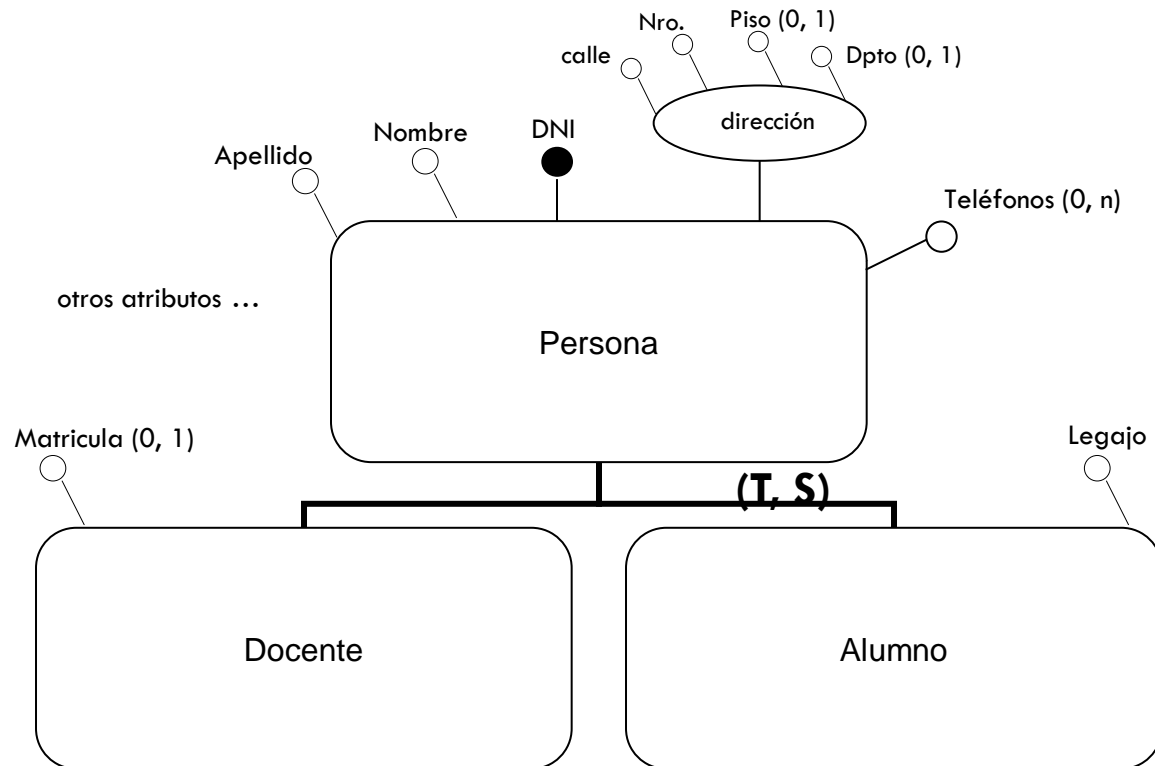 Nro.
Piso (0, 1)
calle
Dpto (0, 1)
dirección
Nombre
DNI
Apellido
Teléfonos (0, n)
otros atributos …
Persona
Matricula (0, 1)
Legajo
(T, S)
Docente
Alumno